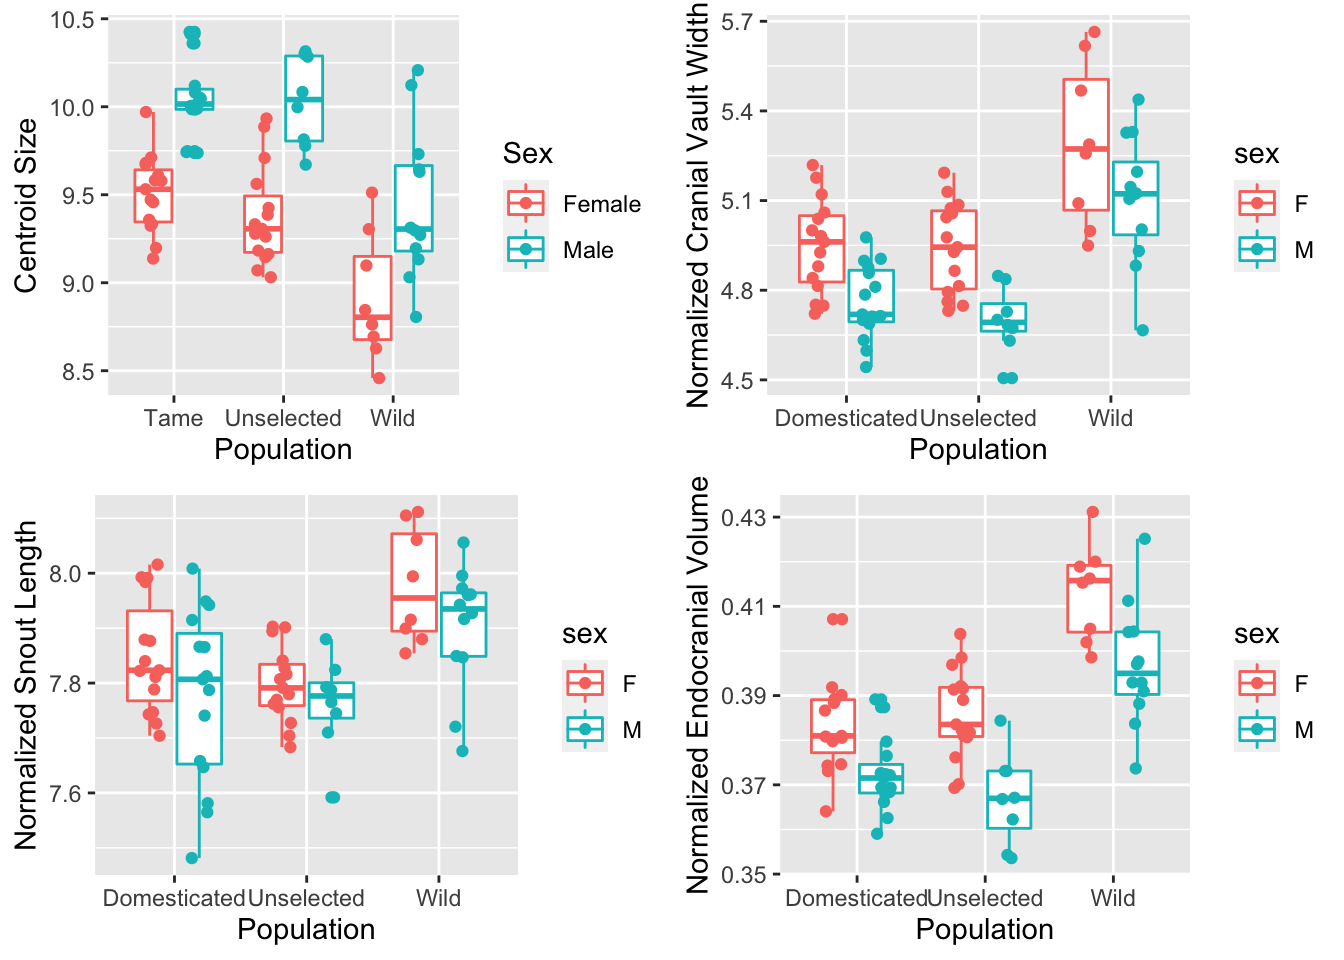 Centroid Size
10.5
10.0
9.5
9.0
8.5
Tame Unselected Wild
Population
Sex
Female
Male
Normalized Cranial Vault Width
5.7
5.4
5.1
4.8
4.5
Domesticated Unselected Wild
Population
sex
F
M
Normalized Snout Length
8.0
7.8
7.6
Domesticated Unselected Wild
Population
sex
F
M
Normalized Endocranial Volume
0.43
0.41
0.39
0.37
0.35
Domesticated Unselected Wild
Population
sex
F
M